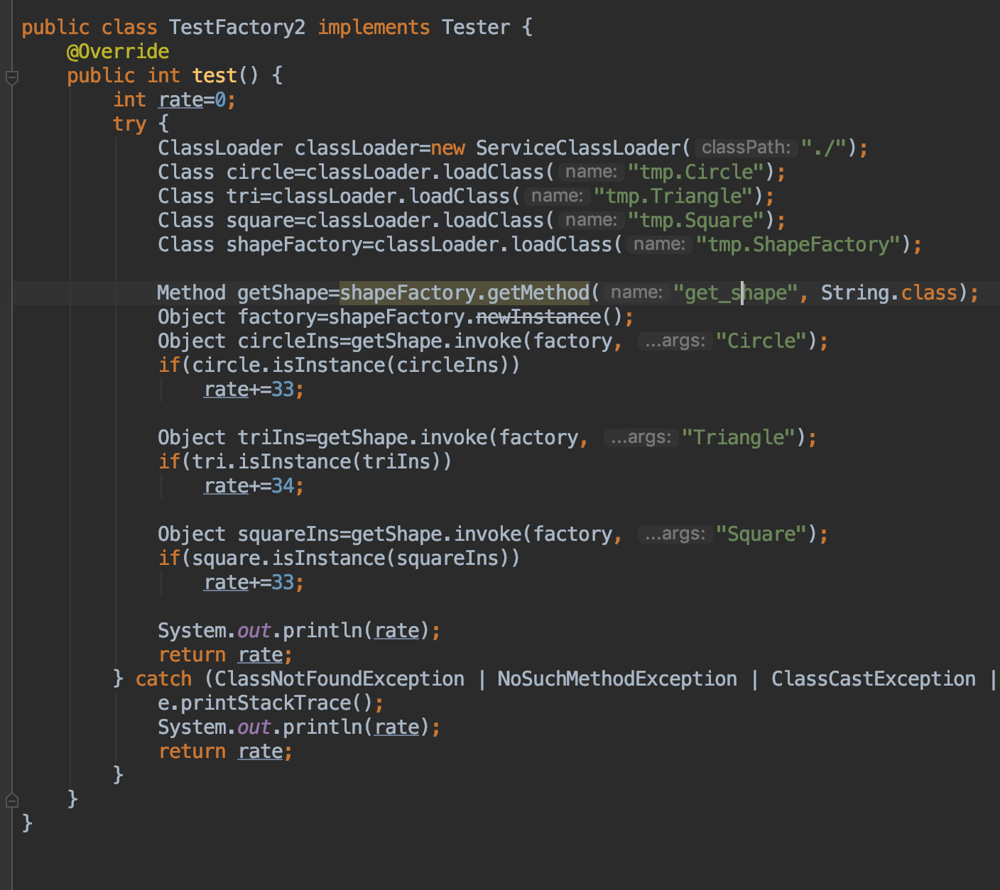 public class TestFactory2 implements Tester {
@Override
public int test() {
int rate=0;
try {
ClassLoader classLoader=new ServiceClassLoader( classPath: "./");
Class circle=classLoader.loadClass( name: "tmp.Circle");
Class tri=classLoader.loadClass( name: "tmp.Triangle");
Class square=classLoader.loadClass( name: "tmp.Square");
Class shapeFactory=classLoader.loadClass( name: "tmp.ShapeFactory");
Method getShape=shapeFactory.getMethod( name: "get_shape", String.class);
Object factory=shapeFactory.newInstance();
Object circleIns=getShape.invoke(factory, ...args: "Circle");
if(circle.isInstance(circleIns))
rate+=33;
Object triIns=getShape.invoke(factory, ...args: "Triangle");
if(tri.isInstance(triIns))
rate+=34;
Object squareIns=getShape.invoke(factory, ...args: "Square");
if(square.isInstance(squareIns))
rate+=33;
System.out.println(rate);
return rate;
} catch (ClassNotFoundException | NoSuchMethodException | ClassCastException |
e.printStackTrace();
System.out.println(rate);
return rate;
}
}
}